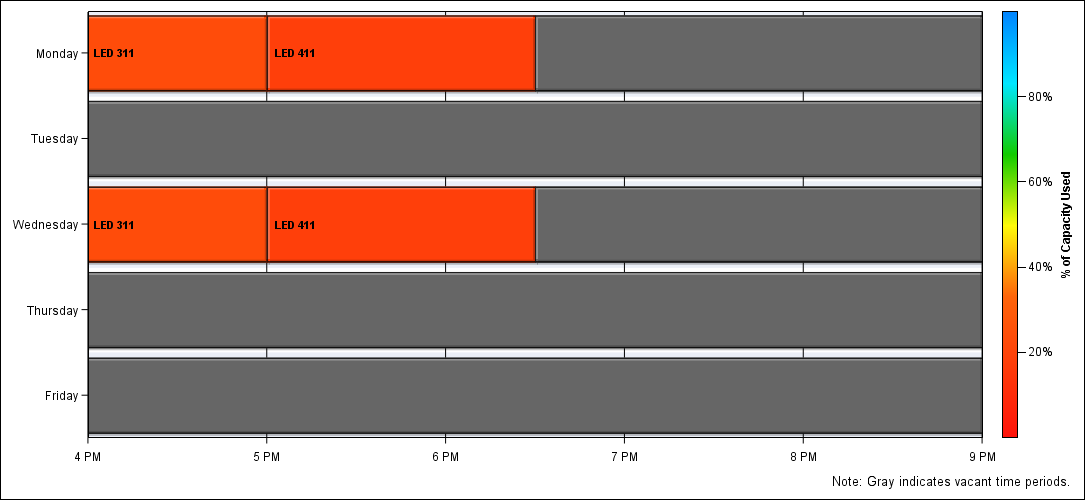 Monday
LED 311
LED 411
Tuesday
Wednesday
LED 311
LED 411
Thursday
Friday
4 PM
5 PM
6 PM
7 PM
8 PM
9 PM
80%
60%
40%
20%
% of Capacity Used
Note: Gray indicates vacant time periods.